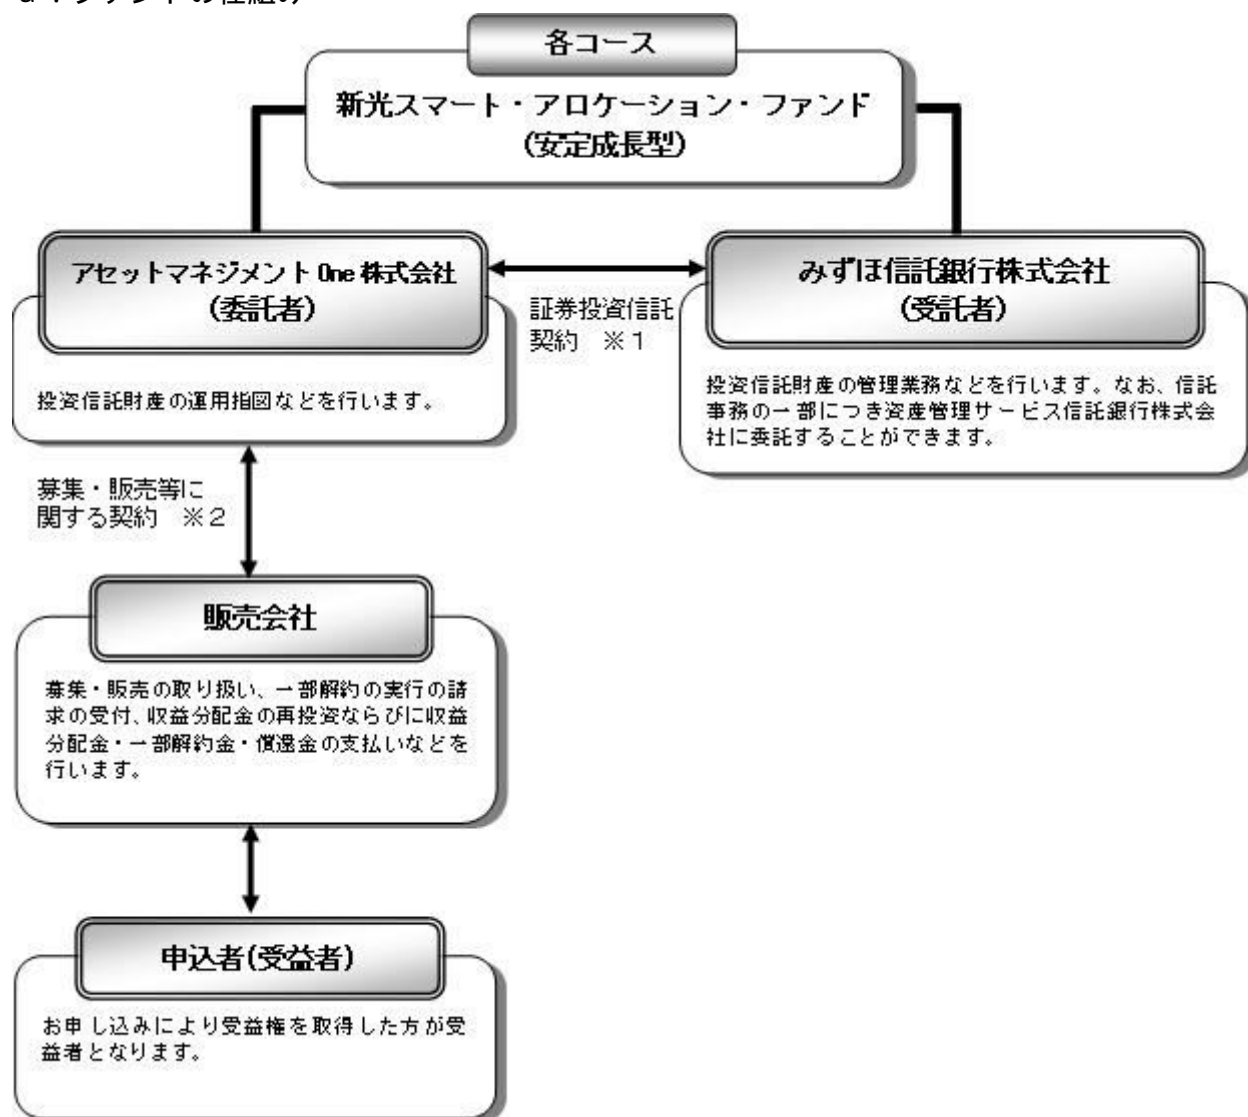 各コース
新光スマート・アロケーション・ファンド
(安定成長型)
アセットマネジメント One 株式会社
(委託者)
投資信託財産の運用指図などを行います。
証券投資信託
契約 ※1
みずほ信託銀行株式会社
(受託者)
投資信託財産の管理業務などを行います。なお、信託
事務の一部につき資産管理サービス信託銀行株式会
社に委託することができます。
募集・販売等に
関する契約 ※2
販売会社
募集・販売の取り扱い、一部解約の実行の請
求の受付、収益分配金の再投資ならびに収益
分配金・一部解約金・償還金の支払いなどを
行います。
申込者(受益者)
お申し込みにより受益権を取得した方が受
益者となります。